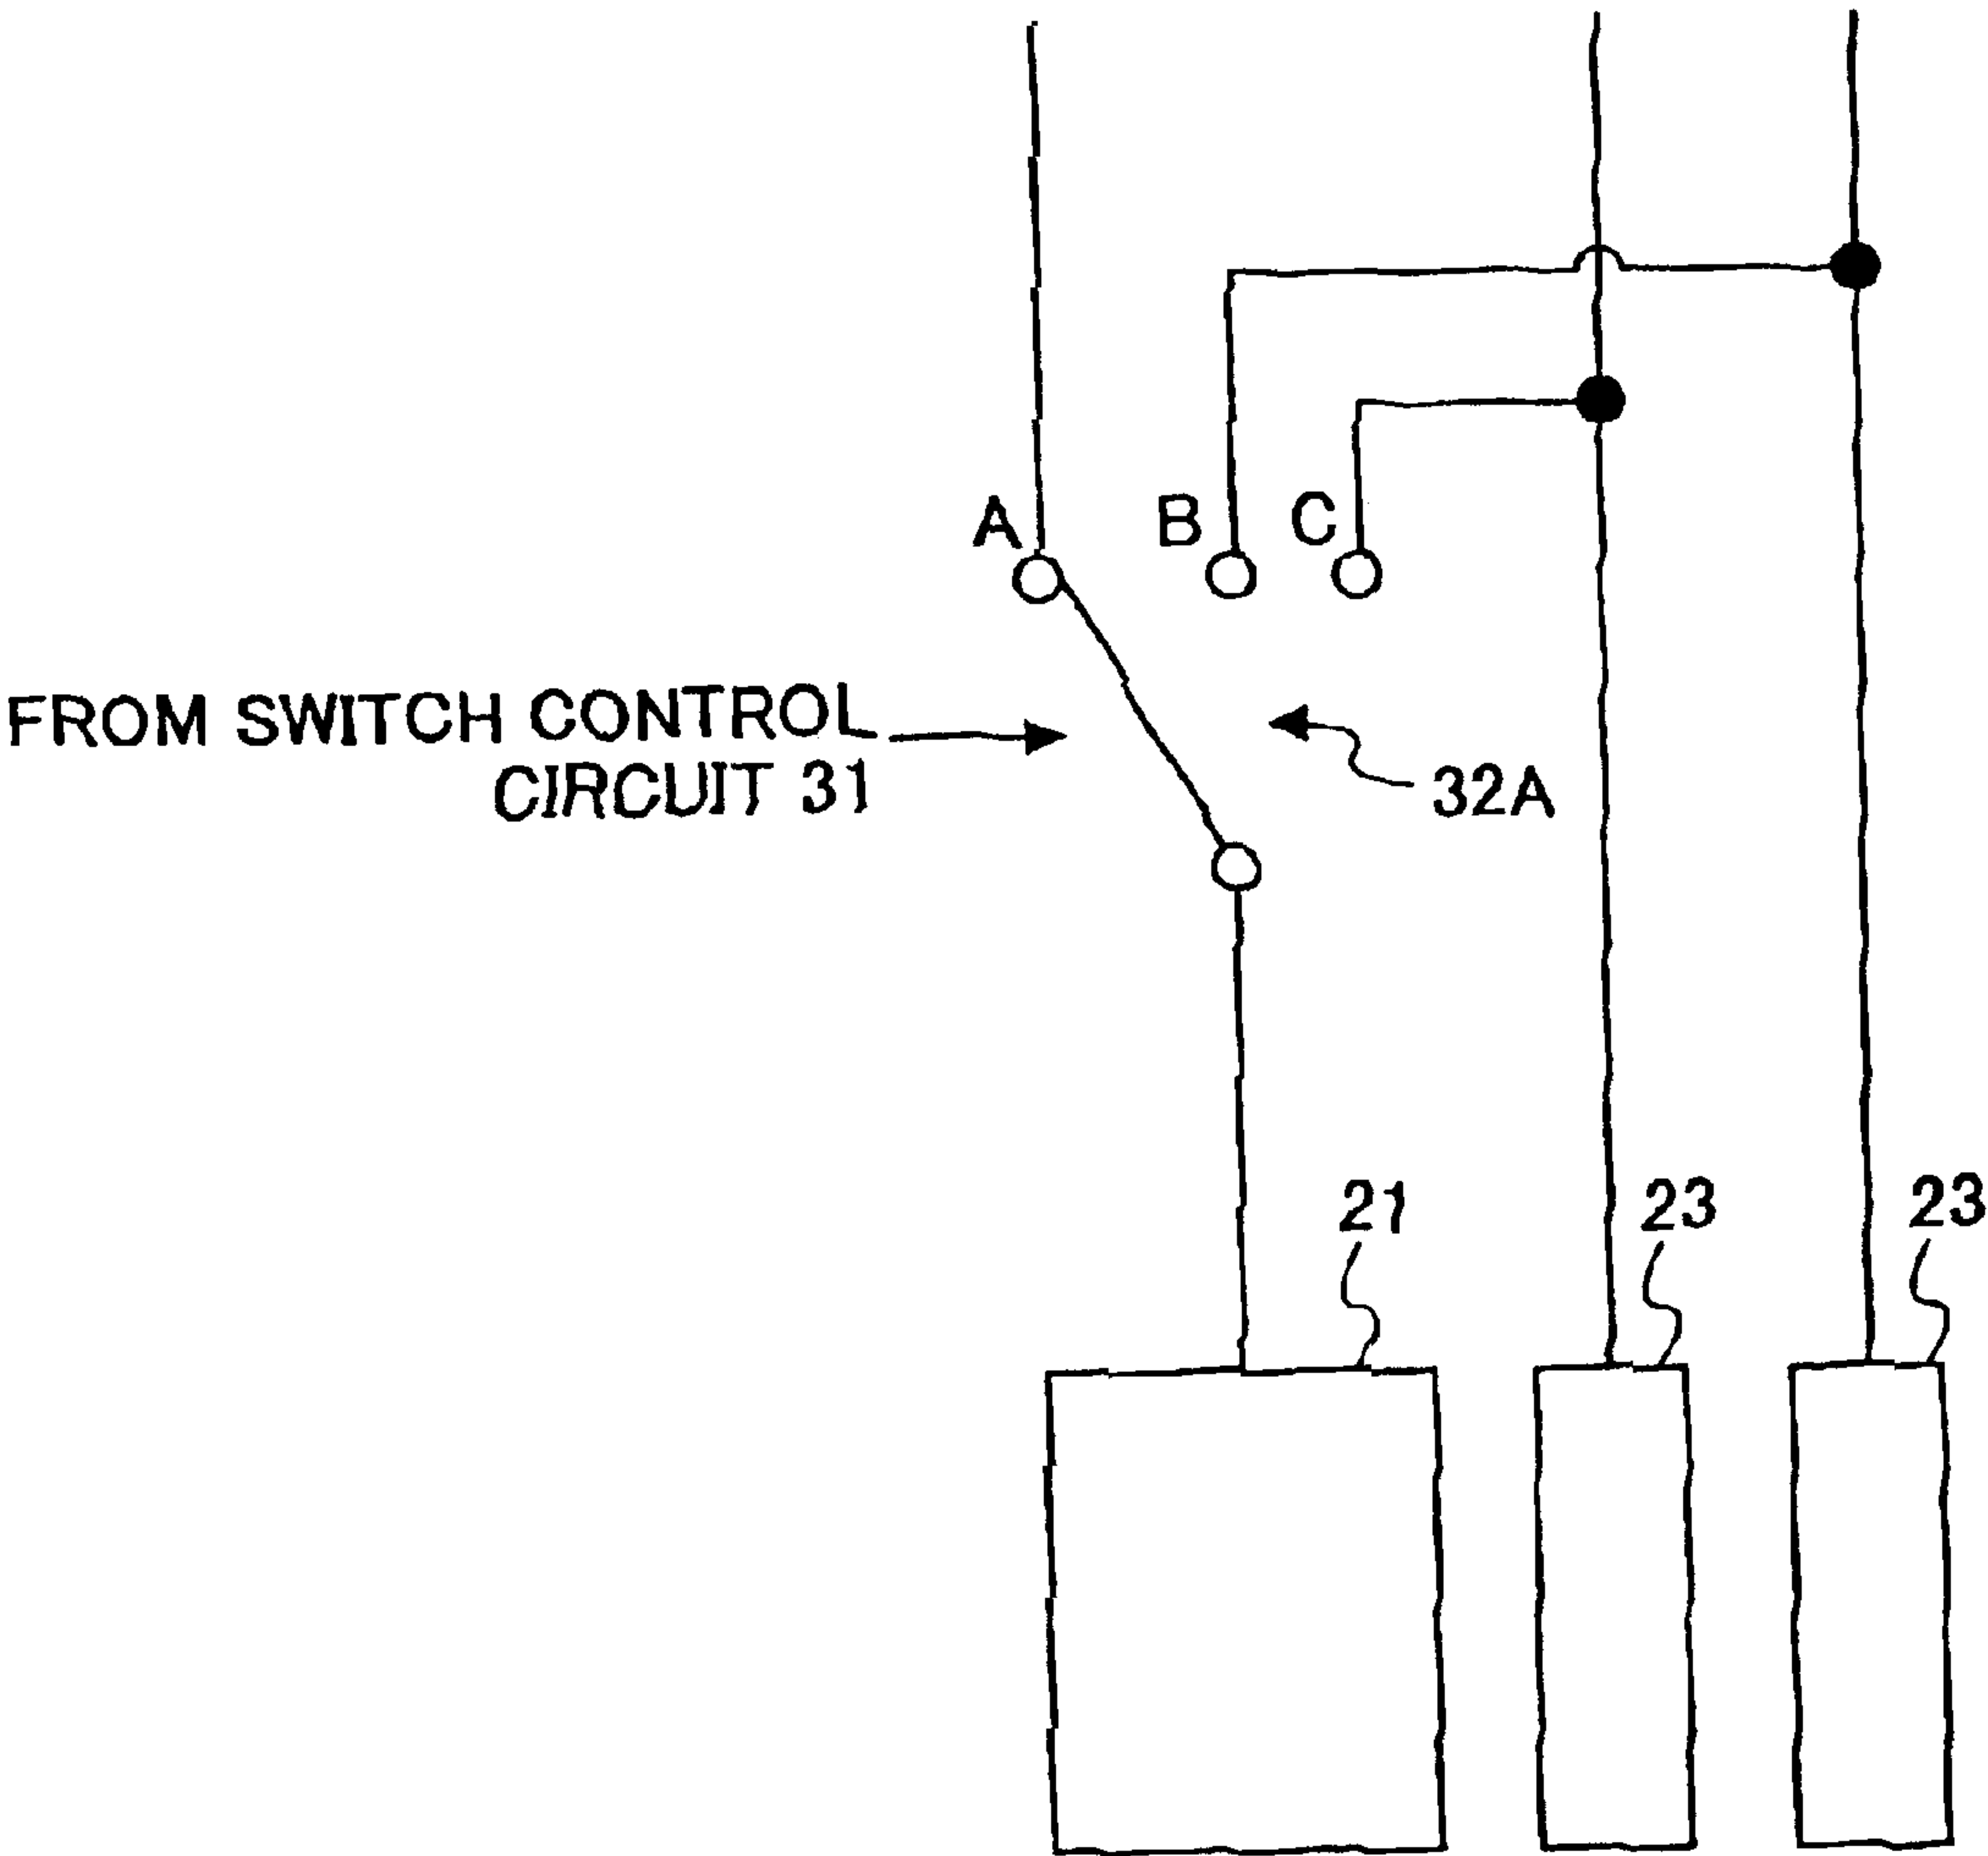 A
B
C
FROM SWITCH CONTROL
CIRCUIT 31
32A
21
23
23